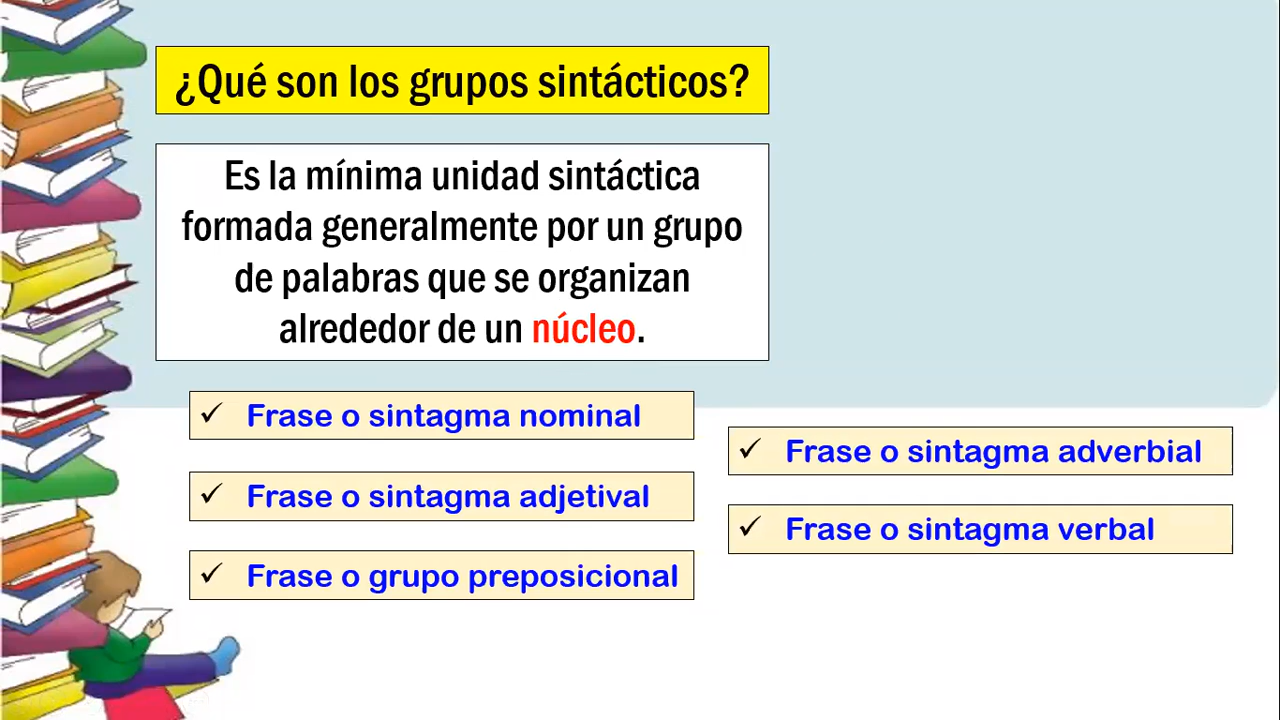 ¿Qué son los grupos sintácticos?
Es la mínima unidad sintáctica
formada generalmente por un grupo
de palabras que se organizan
alrededor de un núcleo.
✓ Frase o sintagma nominal
✓ Frase o sintagma adjetival
✓ Frase o grupo preposicional
✓ Frase o sintagma adverbial
✓ Frase o sintagma verbal